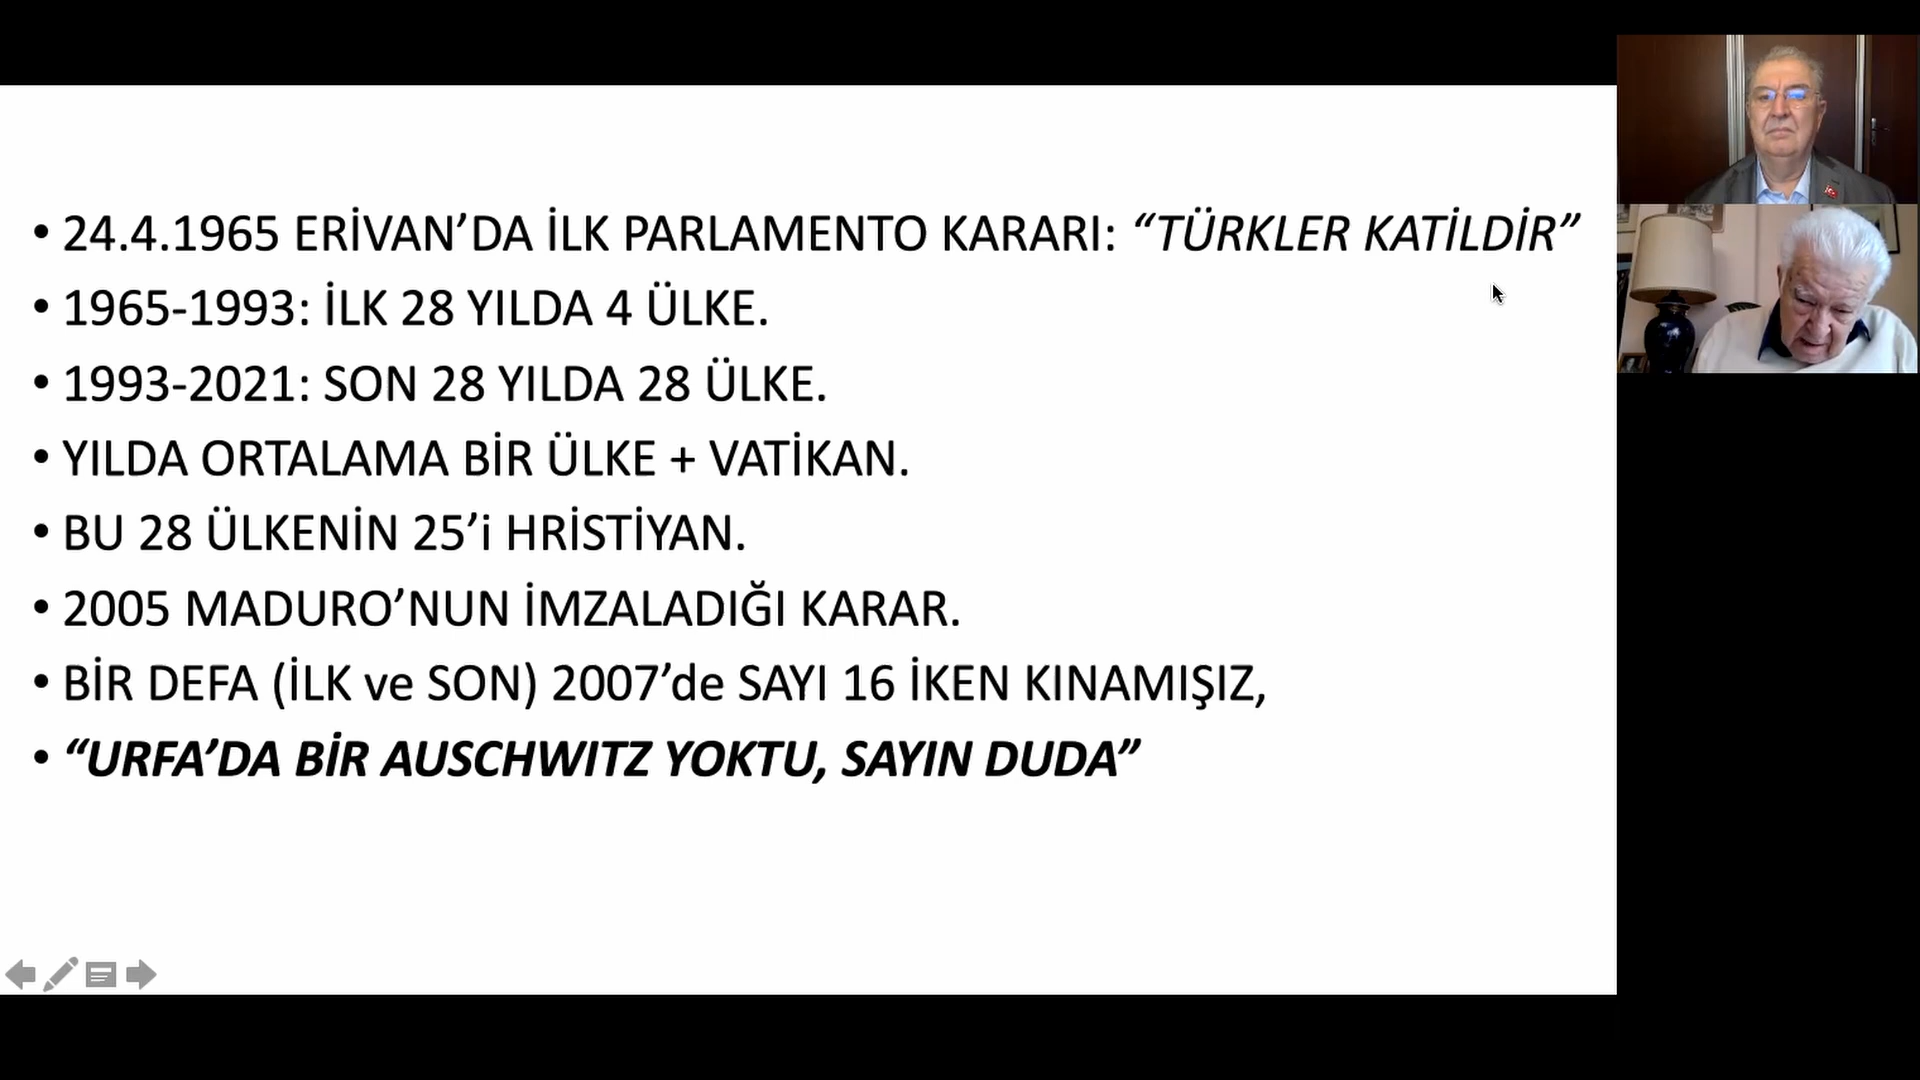 • 24.4.1965 ERİVAN’DA İLK PARLAMENTO KARARI: “TÜRKLER KATİLDİR”
• 1965-1993: İLK 28 YILDA 4 ÜLKE.
• 1993-2021: SON 28 YILDA 28 ÜLKE.
• YILDA ORTALAMA BİR ÜLKE + VATİKAN.
• BU 28 ÜLKENİN 25’i HRİSTİYAN.
• 2005 MADURO’NUN İMZALADIĞI KARAR.
• BİR DEFA (İLK ve SON) 2007’de SAYI 16 İKEN KINAMIŞIZ,
• “URFA’DA BİR AUSCHWITZ YOKTU, SAYIN DUDA”